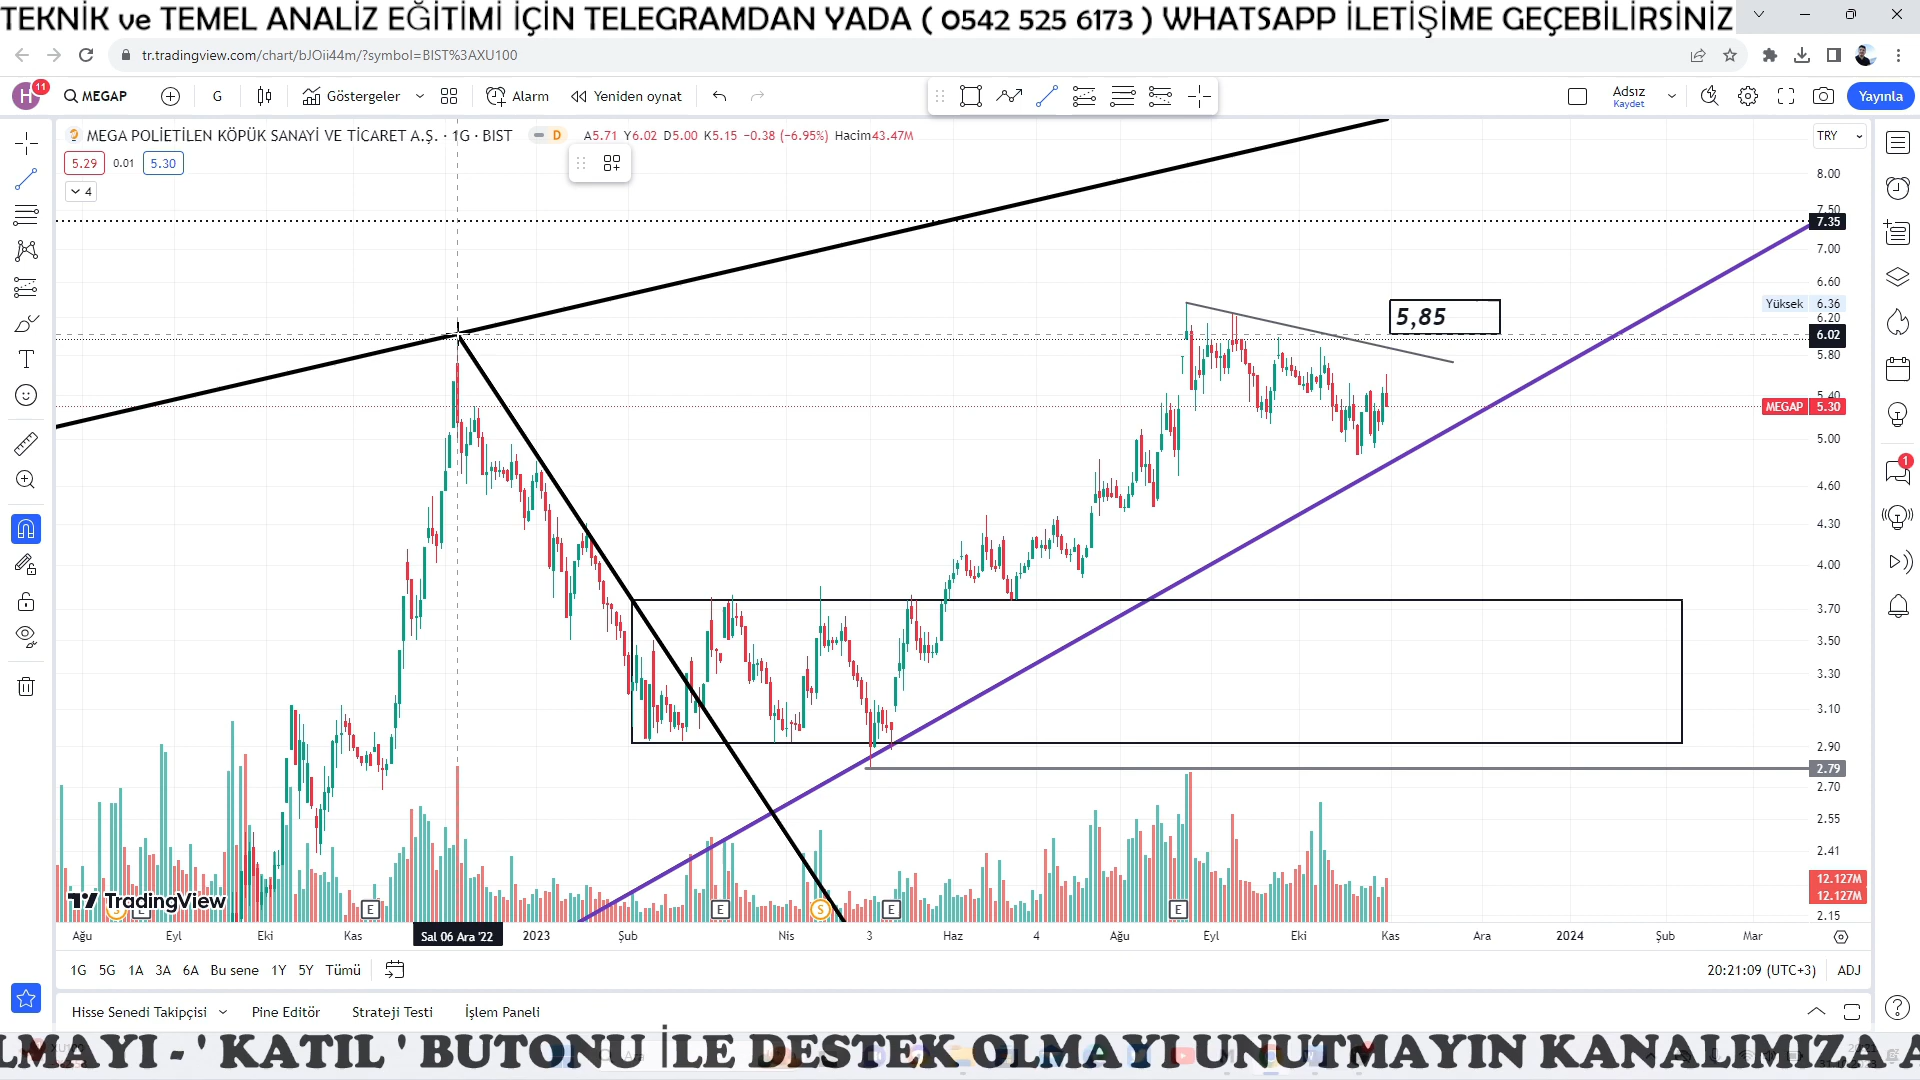 TEKNİK ve TEMEL ANALİZ EĞİTİMİ İÇİN TELEGRAMDAN YADA ( 0542 525 6173 ) WHATSAPP İLETİŞİME GEÇEBİLİRSİNİZ
tr.tradingview.com/chart/bJOii44m/?symbol=BIST%3AXU100
H 11 MEGAP G Göstergeler Alarm Yeniden oynat Adsız Kaydet Yayınla
MEGA POLİETİLEN KÖPÜK SANAYİ VE TİCARET A.Ş. · 1G · BIST D A5.71 Y6.02 D5.00 K5.15 −0.38 (−6.95%) Hacim43.47M TRY
5.29 0.01 5.30
4
8.00
7.50
7.35
7.00
6.60
Yüksek 6.36
5,85
6.20
6.02
5.80
5.40
MEGAP 5.30
5.00
4.60
4.30
4.00
3.70
3.50
3.30
3.10
2.90
2.79
2.70
2.55
2.41
12.127M
12.127M
TradingView
E E S E E
2.15
Ağu Eyl Eki Kas Sal 06 Ara '22 2023 Şub Nis 3 Haz 4 Ağu Eyl Eki Kas Ara 2024 Şub Mar
1G 5G 1A 3A 6A Bu sene 1Y 5Y Tümü 20:21:09 (UTC+3) ADJ
Hisse Senedi Takipçisi Pine Editör Strateji Testi İşlem Paneli
LMAYI - ' KATIL ' BUTONU İLE DESTEK OLMAYI UNUTMAYIN KANALIMIZA A